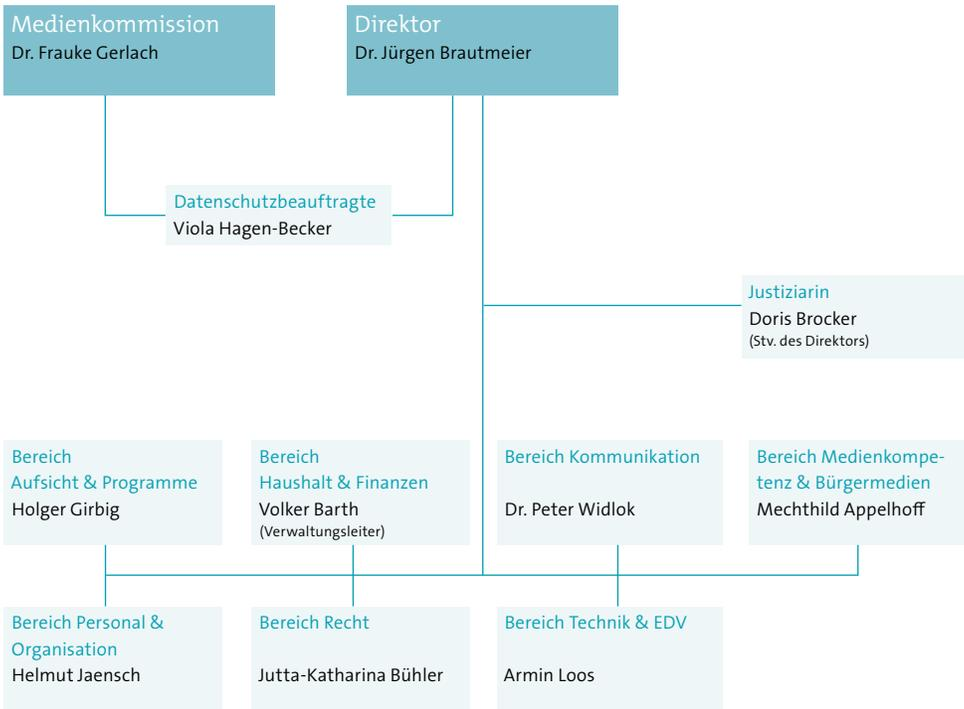 Medienkommission
Dr. Frauke Gerlach
Direktor
Dr. Jürgen Brautmeier
Datenschutzbeauftragte
Viola Hagen-Becker
Justiziarin
Doris Brocker
(Stv. des Direktors)
Bereich
Aufsicht & Programme
Holger Girbig
Bereich
Haushalt & Finanzen
Volker Barth
(Verwaltungsleiter)
Bereich Kommunikation
Dr. Peter Widlok
Bereich Medienkompe-
tenz & Bürgermedien
Mechthild Appelhoff
Bereich Personal &
Organisation
Helmut Jaensch
Bereich Recht
Jutta-Katharina Bühler
Bereich Technik & EDV
Armin Loos